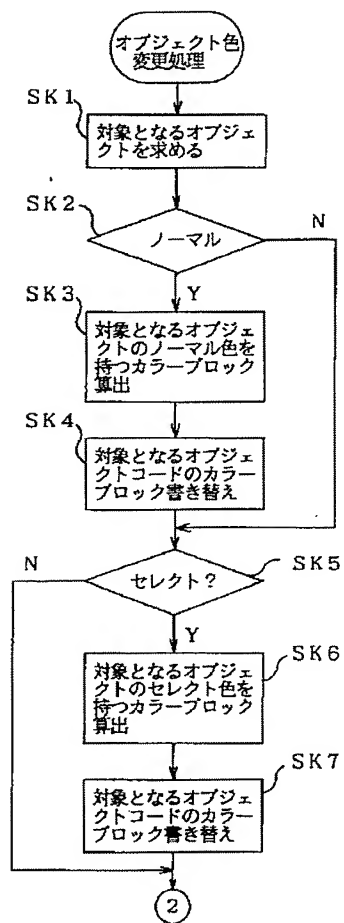 オブジェクト色
変更処理
SK1
対象となるオブジェ
クトを求める
SK2
ノーマル
N
Y
SK3
対象となるオブジェ
クトのノーマル色を
持つカラーブロック
算出
SK4
対象となるオブジェ
クトコードのカラー
ブロック書き替え
N
セレクト?
SK5
Y
SK6
対象となるオブジェ
クトのセレクト色を
持つカラーブロック
算出
SK7
対象となるオブジェ
クトコードのカラー
ブロック書き替え
2